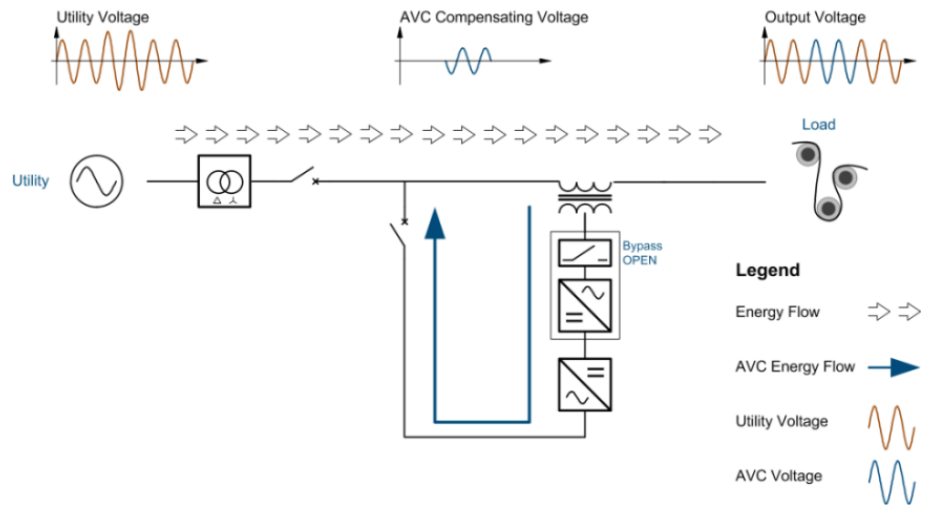 Utility Voltage
AVC Compensating Voltage
Output Voltage
Load
Utility
Bypass
OPEN
Legend
Energy Flow
AVC Energy Flow
Utility Voltage
AVC Voltage